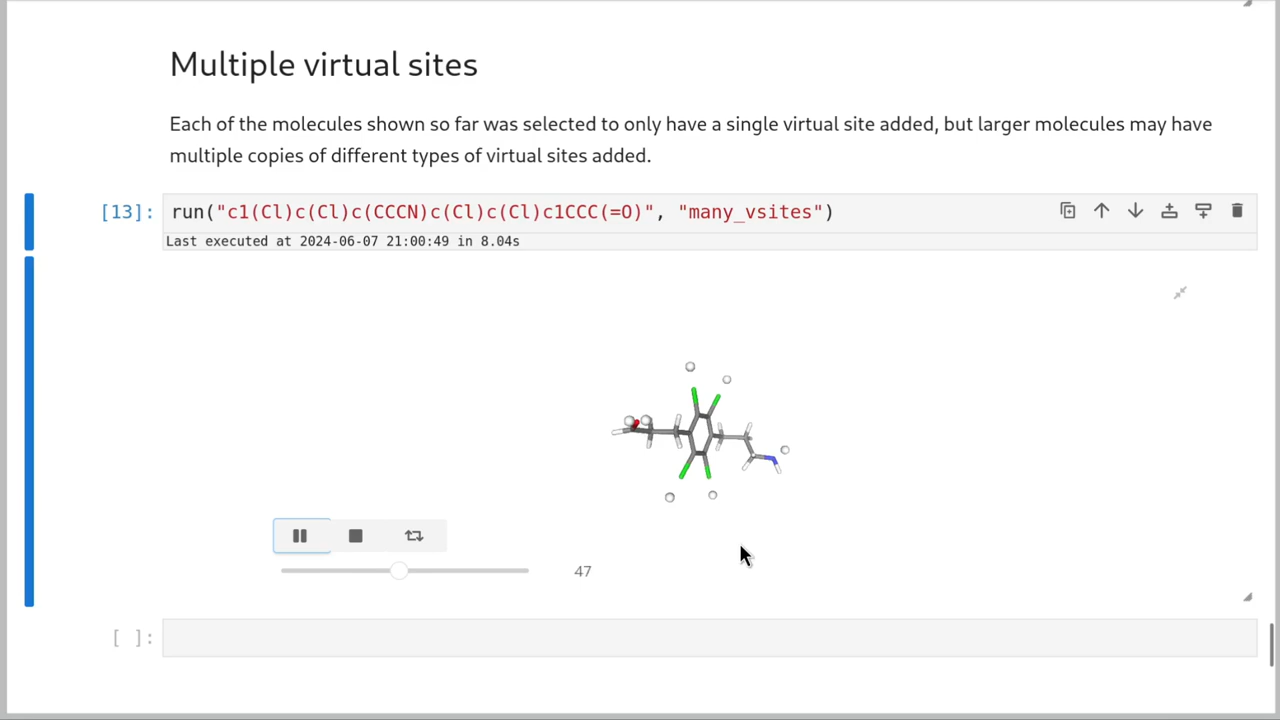 Multiple virtual sites
Each of the molecules shown so far was selected to only have a single virtual site added, but larger molecules may have
multiple copies of different types of virtual sites added.
[13]: run("c1(Cl)c(Cl)c(CCCN)c(Cl)c(Cl)c1CCC(=O)", "many_vsites")
Last executed at 2024-06-07 21:00:49 in 8.04s
47
[ ]: